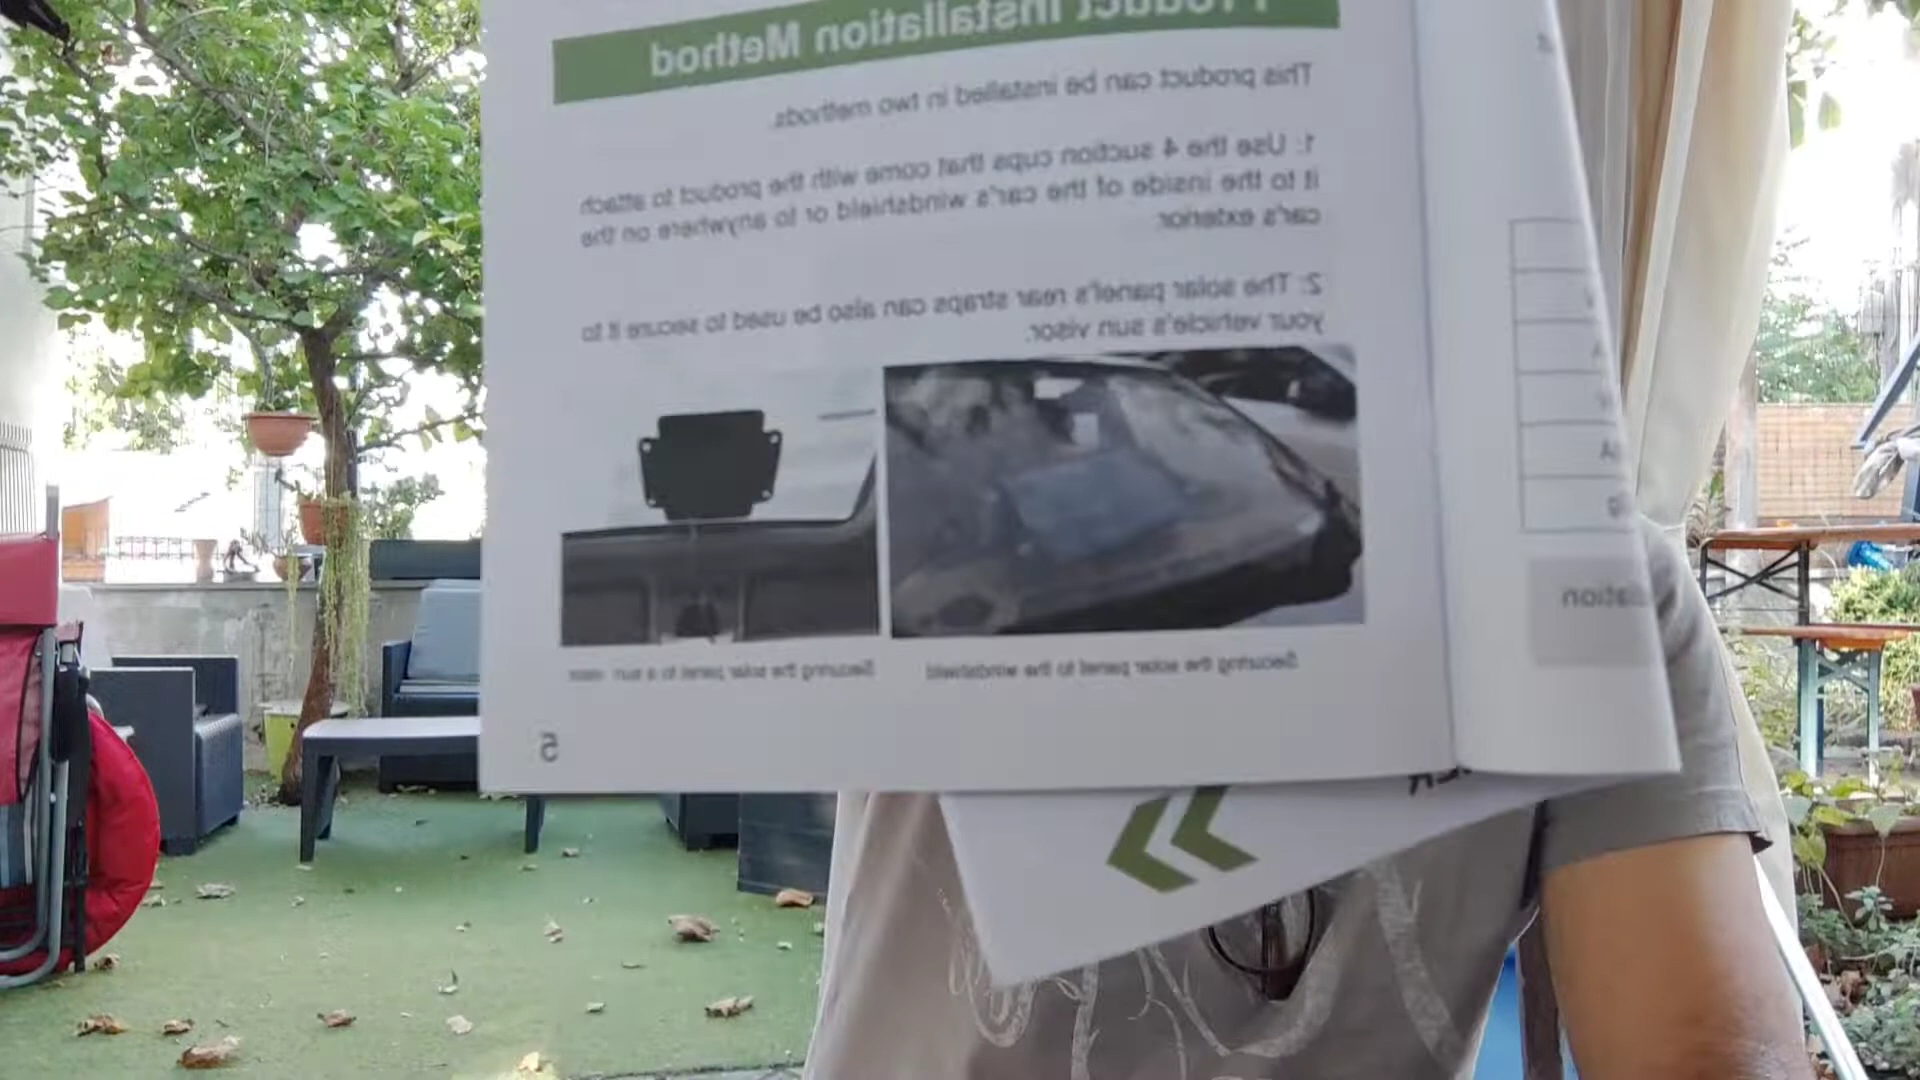 Product Installation Method
This product can be installed in two methods.
1: Use the 4 suction cups that come with the product to attach
it to the inside of the car's windshield or to anywhere on the
car's exterior.
2: The solar panel's rear straps can also be used to secure it to
your vehicle's sun visor.
Securing the solar panel to the windshield
Securing the solar panel to a sun visor
5